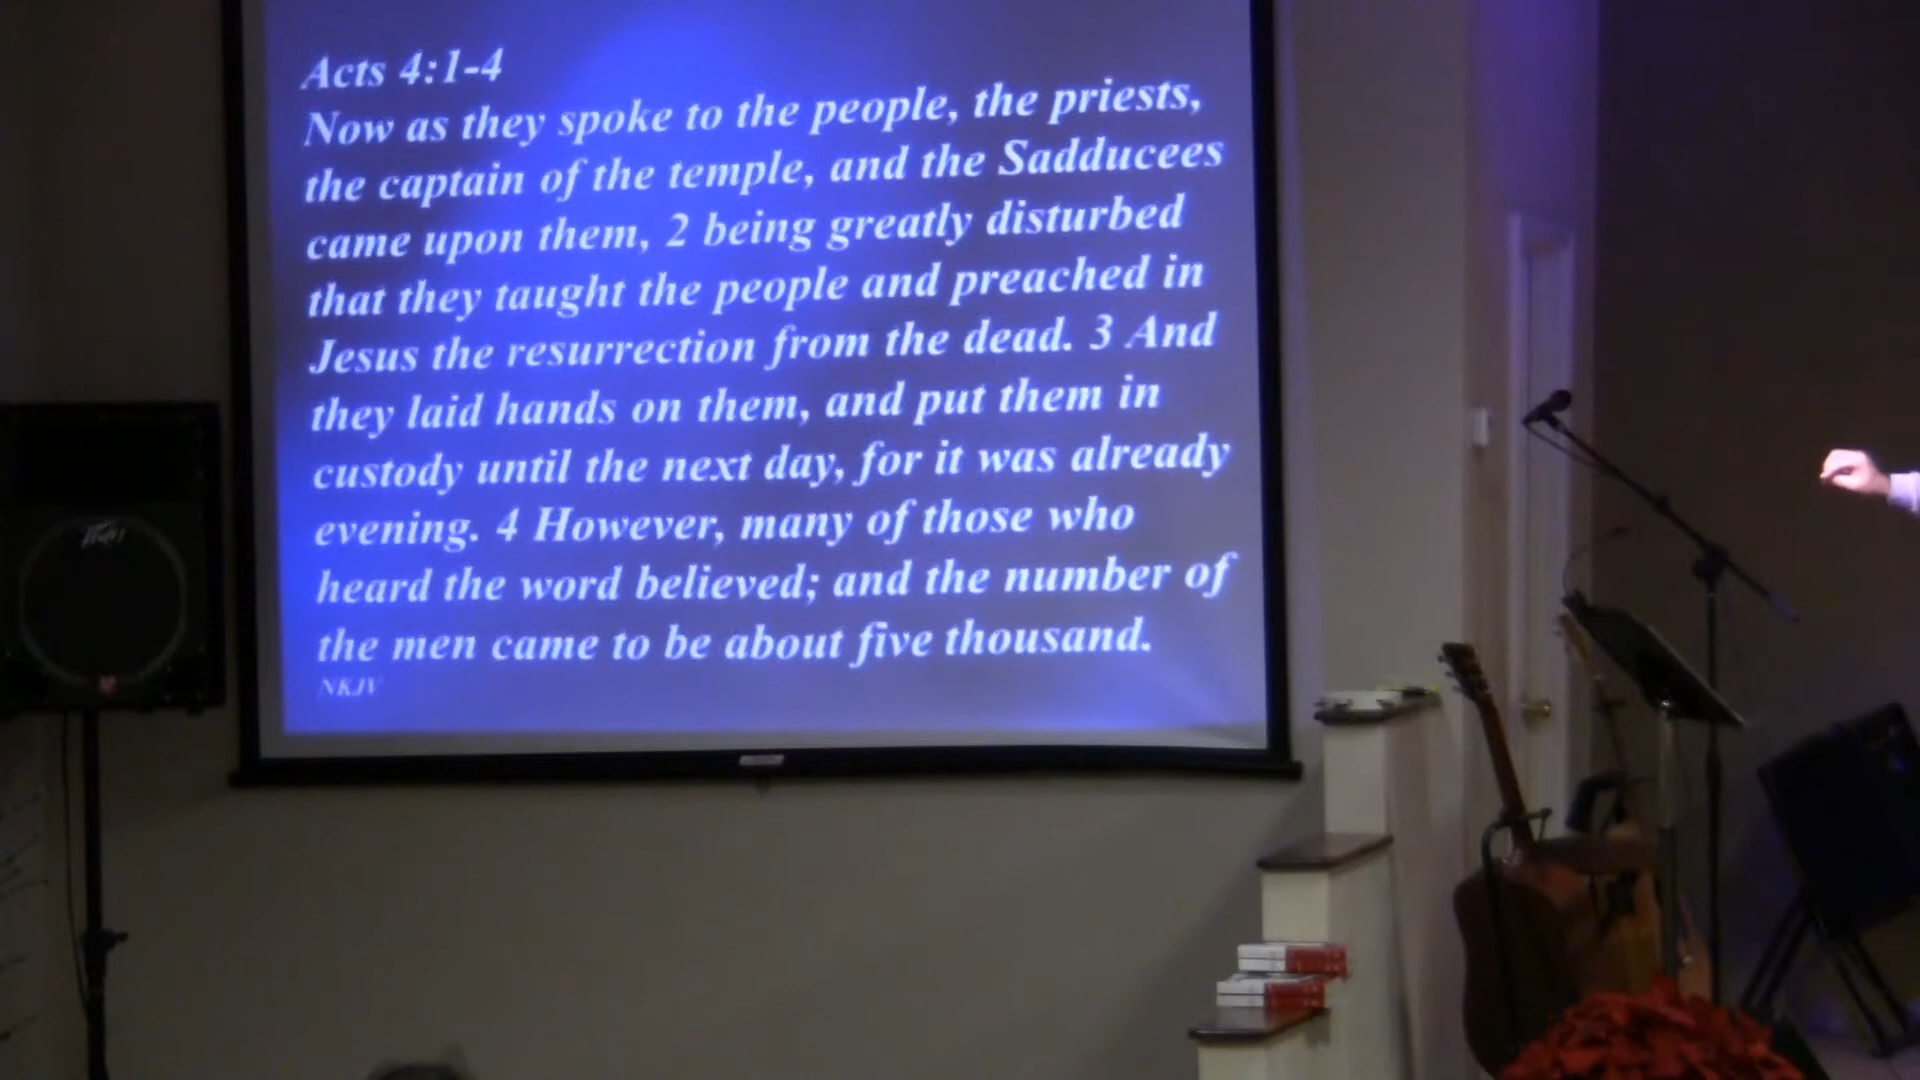 Acts 4:1-4
Now as they spoke to the people, the priests,
the captain of the temple, and the Sadducees
came upon them, 2 being greatly disturbed
that they taught the people and preached in
Jesus the resurrection from the dead. 3 And
they laid hands on them, and put them in
custody until the next day, for it was already
evening. 4 However, many of those who
heard the word believed; and the number of
the men came to be about five thousand.
NKJV
Peavey